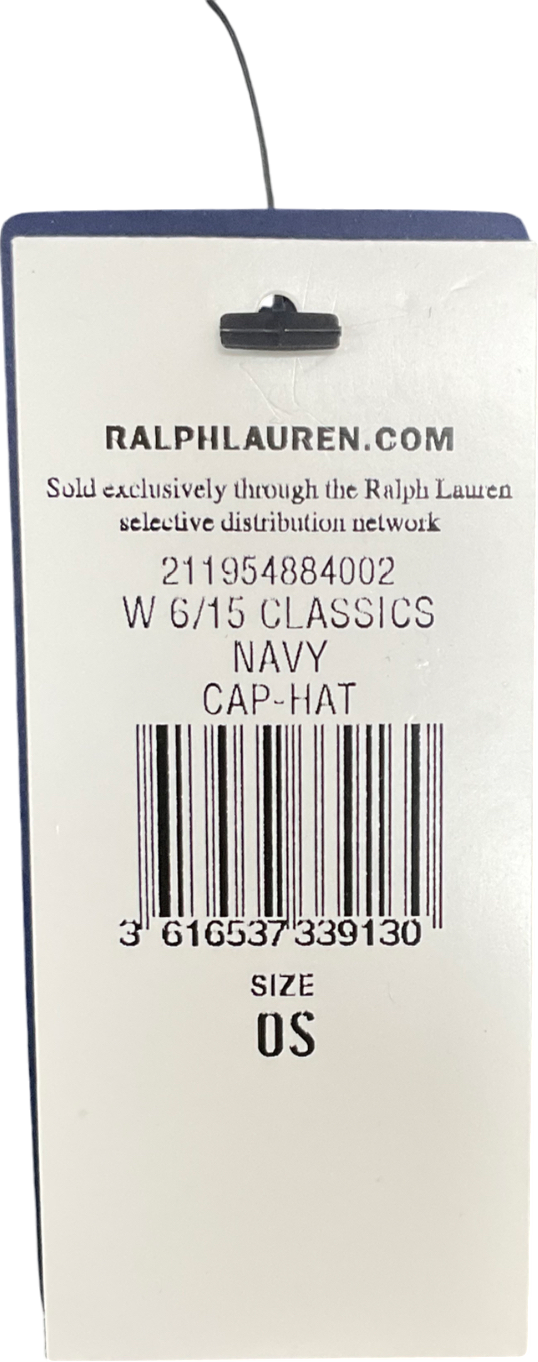 RALPHLAUREN.COM
Sold exclusively through the Ralph Lauren
selective distribution network
211954884002
W 6/15 CLASSICS
NAVY
CAP-HAT
3 616537 339130
SIZE
OS